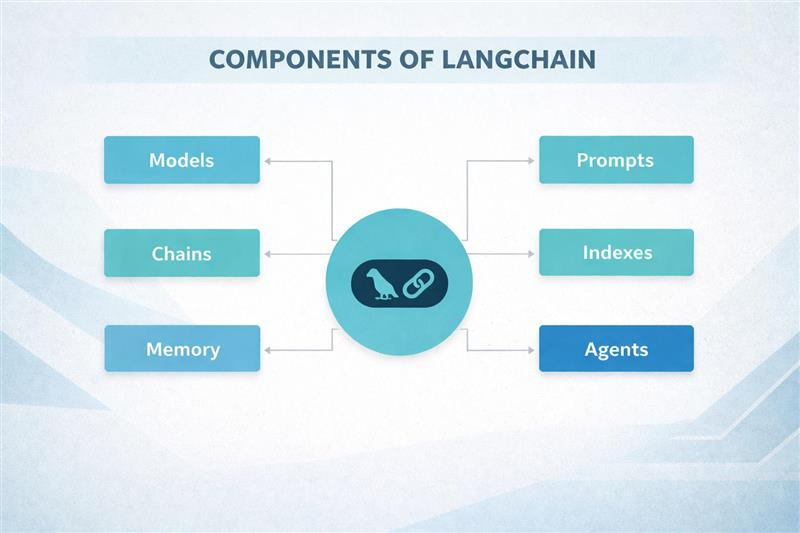 COMPONENTS OF LANGCHAIN
Models
Prompts
Chains
Indexes
Memory
Agents